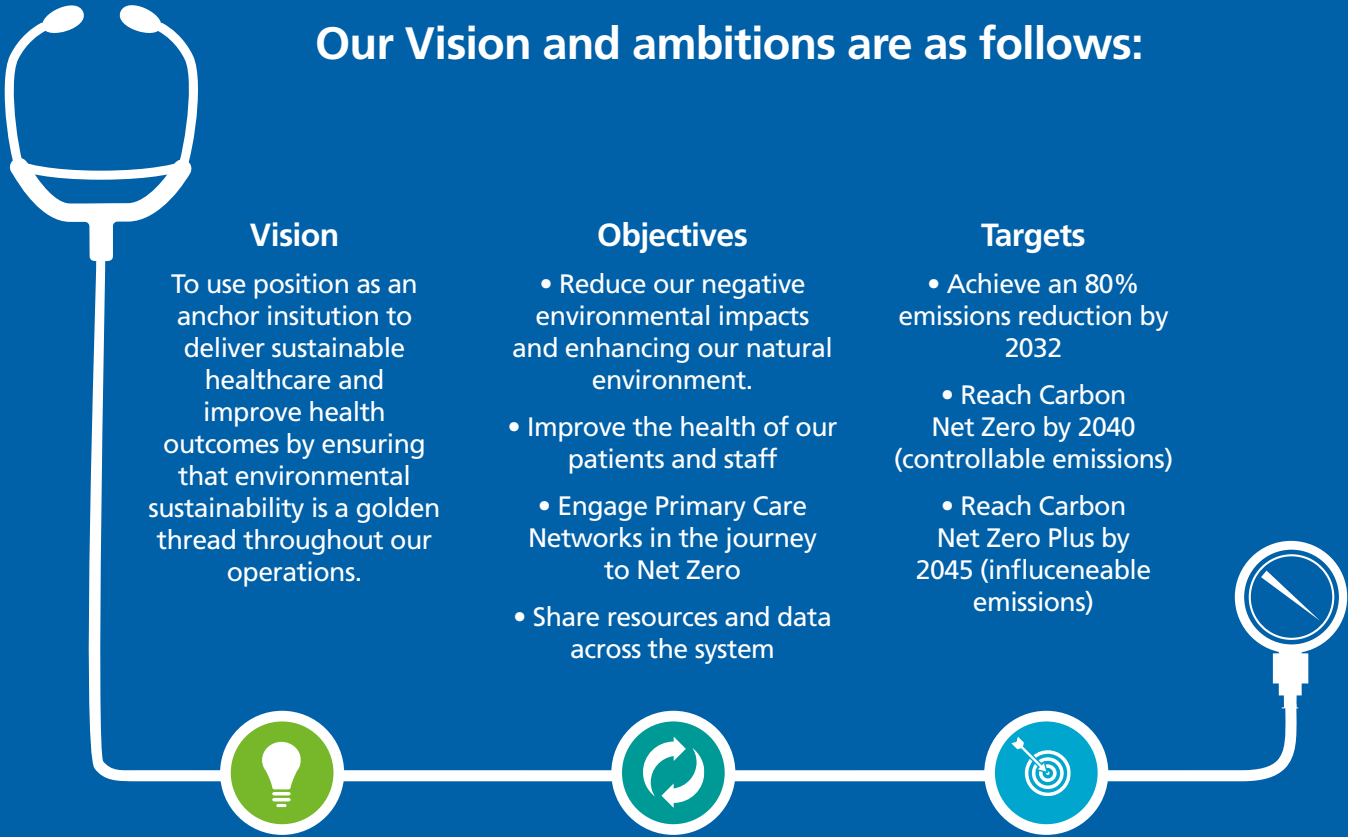 Our Vision and ambitions are as follows:
Vision
To use position as an
anchor insitution to
deliver sustainable
healthcare and
improve health
outcomes by ensuring
that environmental
sustainability is a golden
thread throughout our
operations.
Objectives
• Reduce our negative
environmental impacts
and enhancing our natural
environment.
• Improve the health of our
patients and staff
• Engage Primary Care
Networks in the journey
to Net Zero
• Share resources and data
across the system
Targets
• Achieve an 80%
emissions reduction by
2032
• Reach Carbon
Net Zero by 2040
(controllable emissions)
• Reach Carbon
Net Zero Plus by
2045 (influceneable
emissions)